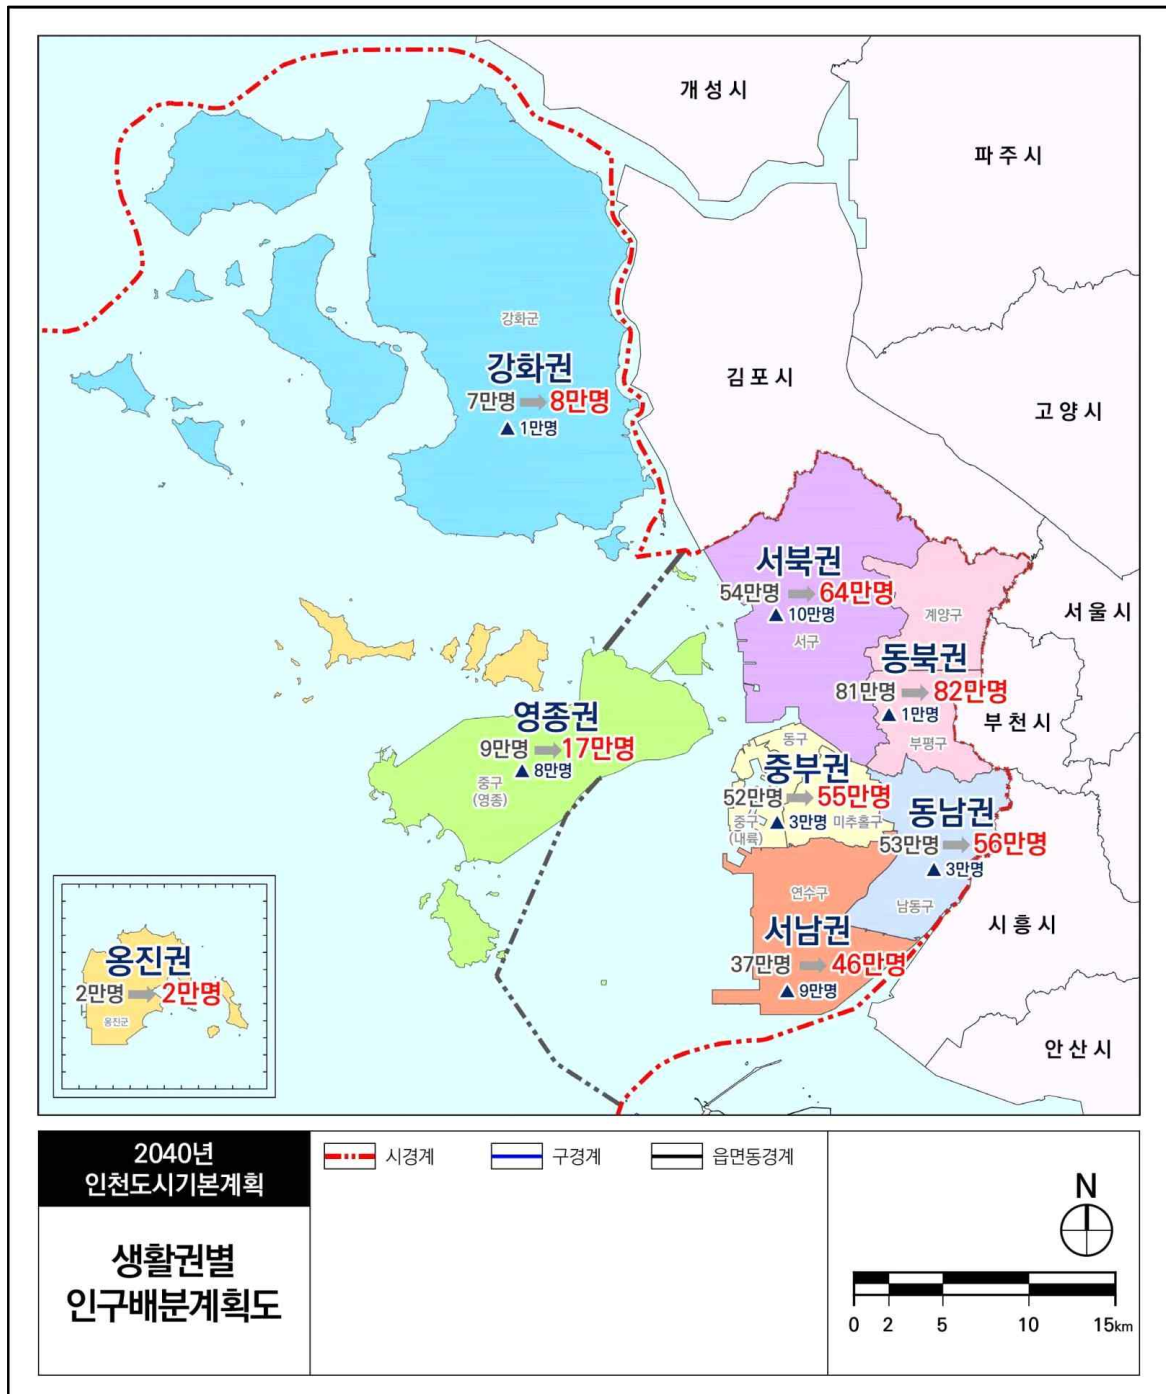 개성시
파주시
강화군
강화권
7만명 8만명
▲ 1만명
김포시
고양시
서북권
54만명 64만명
▲ 10만명
서구
계양구
서울시
동북권
81만명 82만명
▲ 1만명
부평구
부천시
영종권
9만명 17만명
▲ 8만명
중구
(영종)
동구
중부권
52만명 55만명
▲ 3만명
중구
(내륙)
미추홀구
동남권
53만명 56만명
▲ 3만명
남동구
연수구
서남권
37만명 46만명
▲ 9만명
시흥시
안산시
옹진권
2만명 2만명
옹진군
2040년
인천도시기본계획
생활권별
인구배분계획도
시경계
구경계
읍면동경계
N
0 2 5 10 15km